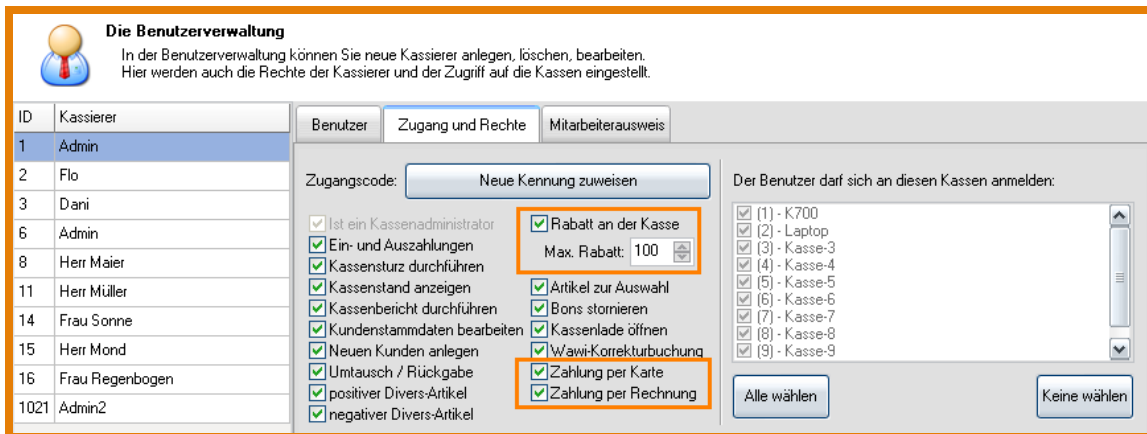 Die Benutzerverwaltung
In der Benutzerverwaltung können Sie neue Kassierer anlegen, löschen, bearbeiten.
Hier werden auch die Rechte der Kassierer und der Zugriff auf die Kassen eingestellt.
ID Kassierer
1 Admin
2 Flo
3 Dani
6 Admin
8 Herr Maier
11 Herr Müller
14 Frau Sonne
15 Herr Mond
16 Frau Regenbogen
1021 Admin2
Benutzer Zugang und Rechte Mitarbeiterausweis
Zugangscode: Neue Kennung zuweisen
Ist ein Kassenadministrator
Ein- und Auszahlungen
Kassensturz durchführen
Kassenstand anzeigen
Kassenbericht durchführen
Kundenstammdaten bearbeiten
Neuen Kunden anlegen
Umtausch / Rückgabe
positiver Divers-Artikel
negativer Divers-Artikel
Rabatt an der Kasse
Max. Rabatt: 100
Artikel zur Auswahl
Bons stornieren
Kassenlade öffnen
Wawi-Korrekturbuchung
Zahlung per Karte
Zahlung per Rechnung
Der Benutzer darf sich an diesen Kassen anmelden:
(1) - K700
(2) - Laptop
(3) - Kasse-3
(4) - Kasse-4
(5) - Kasse-5
(6) - Kasse-6
(7) - Kasse-7
(8) - Kasse-8
(9) - Kasse-9
Alle wählen Keine wählen